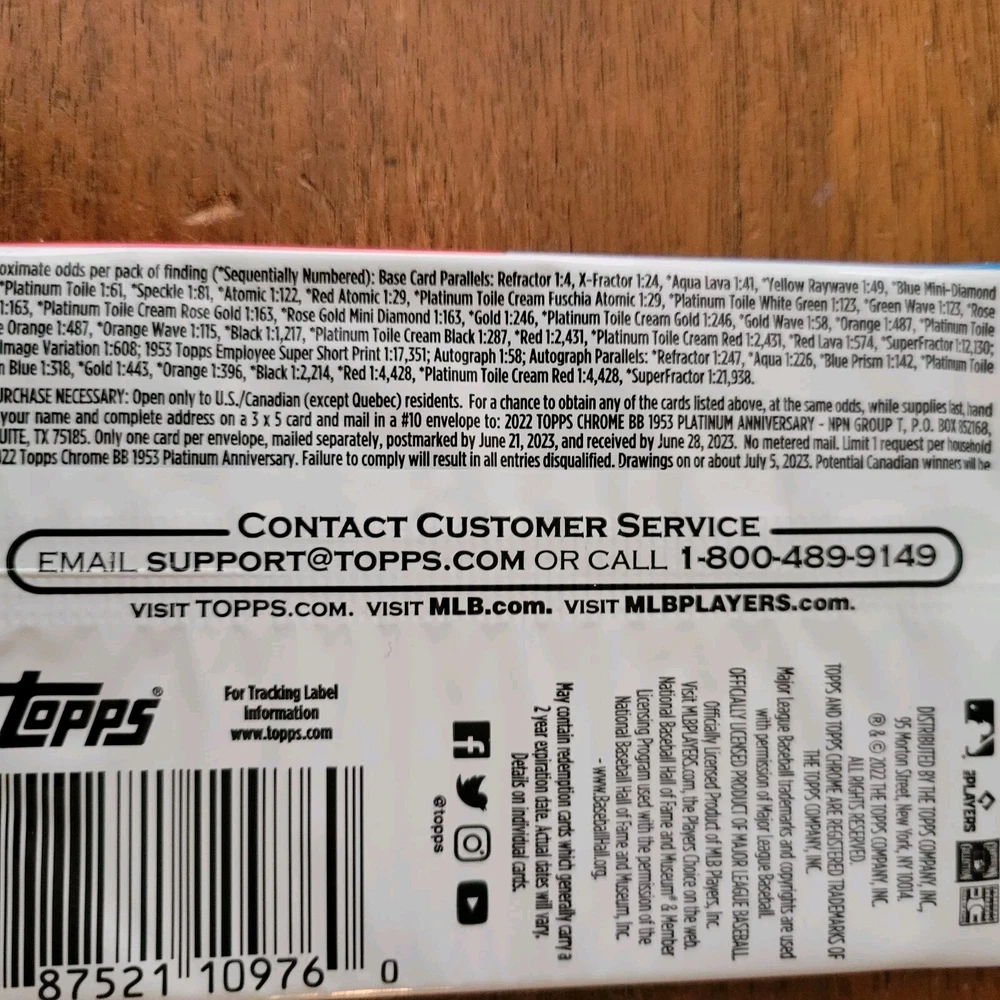 oximate odds per pack of finding (*Sequentially Numbered): Base Card Parallels: Refractor 1:4, X-Fractor 1:24, *Aqua Lava 1:41, *Yellow Raywave 1:49, *Blue Mini-Diamond
*Platinum Toile 1:61, *Speckle 1:81, *Atomic 1:122, *Red Atomic 1:29, *Platinum Toile Cream Fuschia Atomic 1:29, *Platinum Toile White Green 1:123, *Green Wave 1:123, *Rose
1:163, *Platinum Toile Cream Rose Gold 1:163, *Rose Gold Mini Diamond 1:163, *Gold 1:246, *Platinum Toile Cream Gold 1:246, *Gold Wave 1:58, *Orange 1:487, *Platinum Toile
Orange 1:487, *Orange Wave 1:115, *Black 1:1,217, *Platinum Toile Cream Black 1:287, *Red 1:2,431, *Platinum Toile Cream Red 1:2,431, *Red Lava 1:574, *SuperFractor 1:12,130;
Image Variation 1:608; 1953 Topps Employee Super Short Print 1:17,351; Autograph 1:58; Autograph Parallels: *Refractor 1:247, *Aqua 1:226, *Blue Prism 1:142, *Platinum Toile
n Blue 1:318, *Gold 1:443, *Orange 1:396, *Black 1:2,214, *Red 1:4,428, *Platinum Toile Cream Red 1:4,428, *SuperFractor 1:21,938.
URCHASE NECESSARY: Open only to U.S./Canadian (except Quebec) residents. For a chance to obtain any of the cards listed above, at the same odds, while supplies last, hand
your name and complete address on a 3 x 5 card and mail in a #10 envelope to: 2022 TOPPS CHROME BB 1953 PLATINUM ANNIVERSARY - NPN GROUP T, P.O. BOX 852168,
UITE, TX 75185. Only one card per envelope, mailed separately, postmarked by June 21, 2023, and received by June 28, 2023. No metered mail. Limit 1 request per household
22 Topps Chrome BB 1953 Platinum Anniversary. Failure to comply will result in all entries disqualified. Drawings on or about July 5, 2023. Potential Canadian winners will be
CONTACT CUSTOMER SERVICE
EMAIL SUPPORT@TOPPS.COM OR CALL 1-800-489-9149
VISIT TOPPS.COM. VISIT MLB.com. VISIT MLBPLAYERS.com.
topps®
For Tracking Label
Information
www.topps.com
87521 10976 0
@topps
May contain redemption cards which generally carry a
2 year expiration date. Actual dates will vary.
Details on individual cards.
Officially Licensed Product of MLB Players, Inc.
Visit MLBPLAYERS.com, the Players Choice on the web.
National Baseball Hall of Fame and Museum® & Member
Licensing Program used with the permission of the
National Baseball Hall of Fame and Museum, Inc
- www.BaseballHall.org.
TOPPS AND TOPPS CHROME ARE REGISTERED TRADEMARKS OF
THE TOPPS COMPANY, INC.
Major League Baseball trademarks and copyrights are used
with permission of Major League Baseball.
OFFICIALLY LICENSED PRODUCT OF MAJOR LEAGUE BASEBALL
DISTRIBUTED BY THE TOPPS COMPANY, INC.,
95 Morton Street, New York, NY 10014.
® & © 2022 THE TOPPS COMPANY, INC.
ALL RIGHTS RESERVED.
PLAYERS